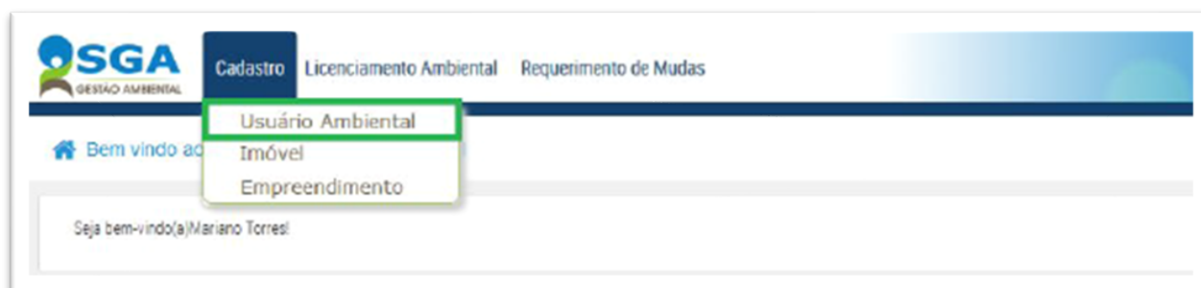 SGA
GESTÃO AMBIENTAL
Cadastro Licenciamento Ambiental Requerimento de Mudas
Usuário Ambiental
Imóvel
Empreendimento
Bem vindo ao
Seja bem-vindo(a)Mariano Torres!